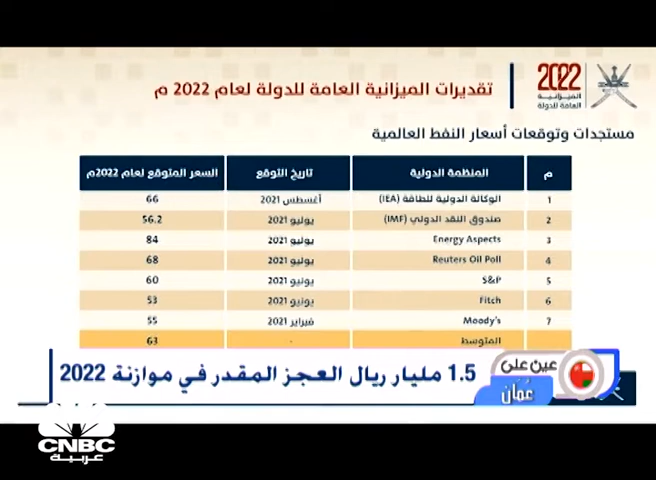 تقديرات الميزانية العامة للدولة لعام 2022 م
2022
الميزانية
العامة للدولة
مستجدات وتوقعات أسعار النفط العالمية
م المنظمة الدولية تاريخ التوقع السعر المتوقع لعام 2022م
1 الوكالة الدولية للطاقة (IEA) أغسطس 2021 66
2 صندوق النقد الدولي (IMF) يوليو 2021 56.2
3 Energy Aspects يوليو 2021 84
4 Reuters Oil Poll يوليو 2021 68
5 S&P يونيو 2021 60
6 Fitch يونيو 2021 53
7 Moody's فبراير 2021 55
المتوسط - 63
عين على
عُمَان
1.5 مليار ريال العجز المقدر في موازنة 2022
CNBC
عربية